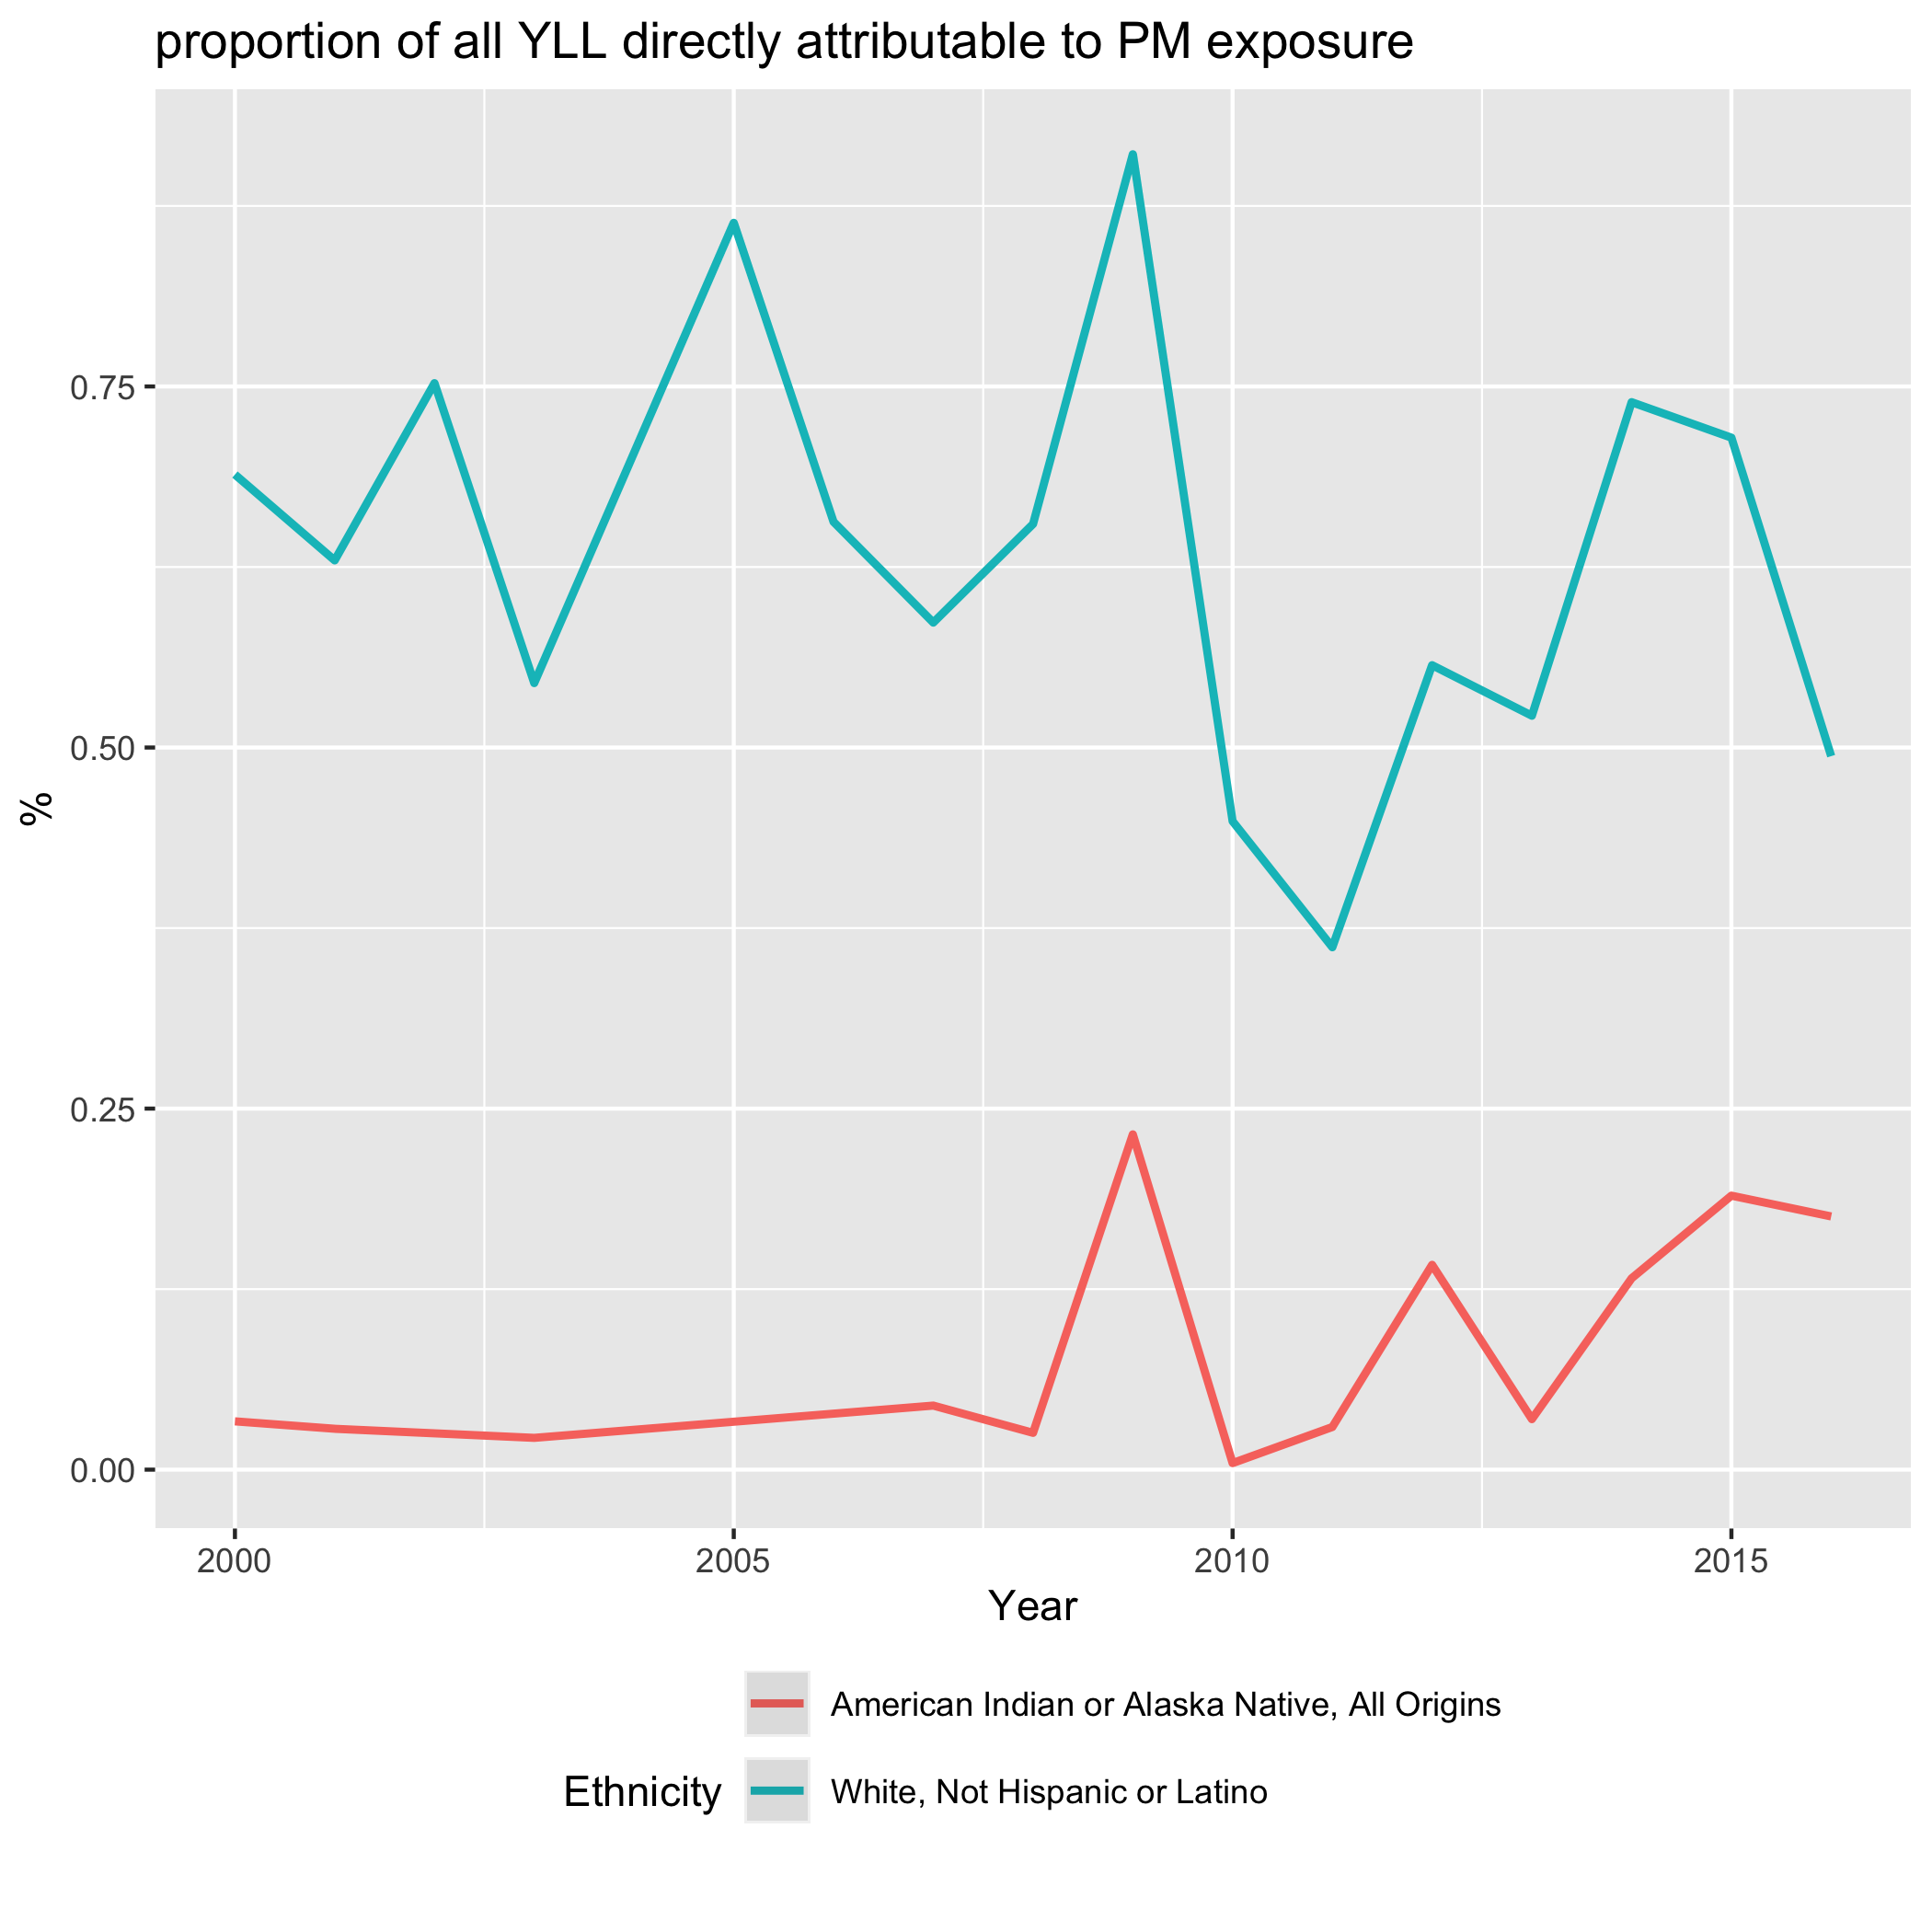 proportion of all YLL directly attributable to PM exposure
%
0.75
0.50
0.25
0.00
2000 2005 2010 2015
Year
Ethnicity
American Indian or Alaska Native, All Origins
White, Not Hispanic or Latino